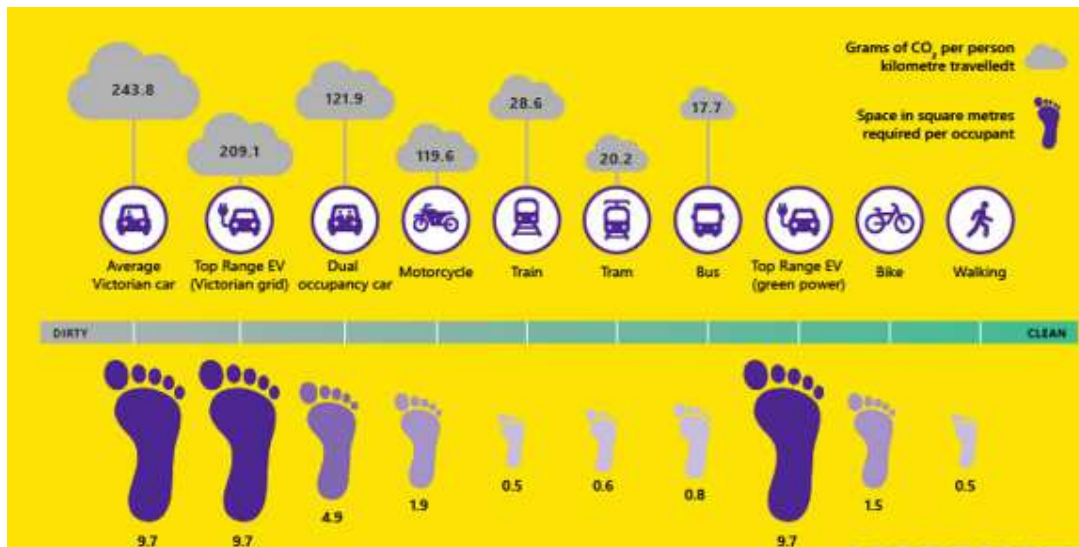 Grams of CO₂ per person
kilometre travelledt
Space in square metres
required per occupant
243.8
209.1
121.9
119.6
28.6
20.2
17.7
Average
Victorian car
Top Range EV
(Victorian grid)
Dual
occupancy car
Motorcycle
Train
Tram
Bus
Top Range EV
(green power)
Bike
Walking
DIRTY
CLEAN
9.7
9.7
4.9
1.9
0.5
0.6
0.8
9.7
1.5
0.5